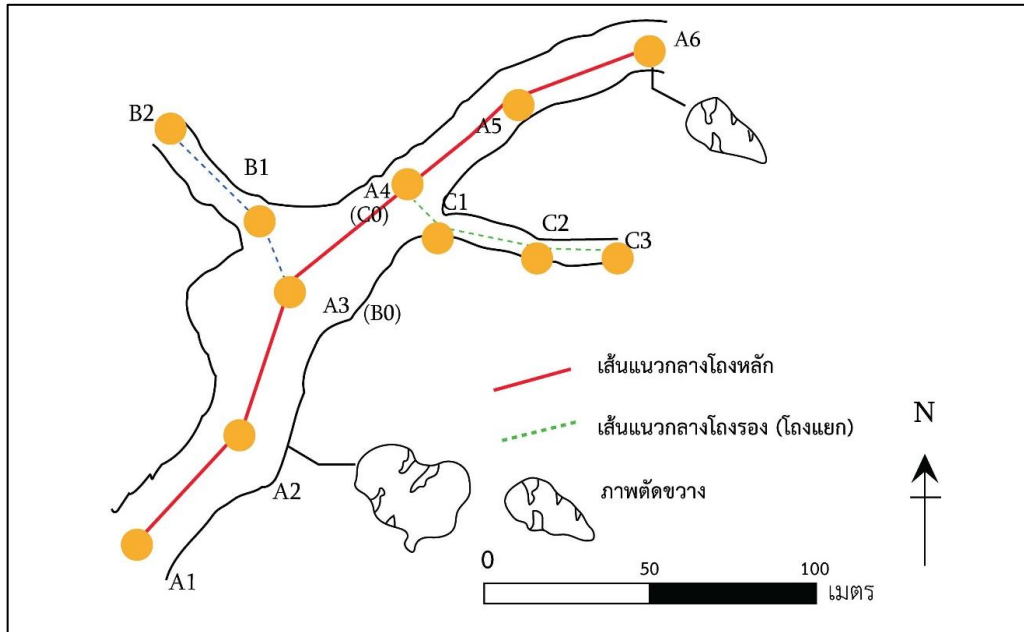 A6
B2
A5
B1
A4
(C0)
C1
C2
C3
A3
(B0)
เส้นแนวกลางโถงหลัก
เส้นแนวกลางโถงรอง (โถงแยก)
N
ภาพตัดขวาง
A2
A1
0
50
100
เมตร